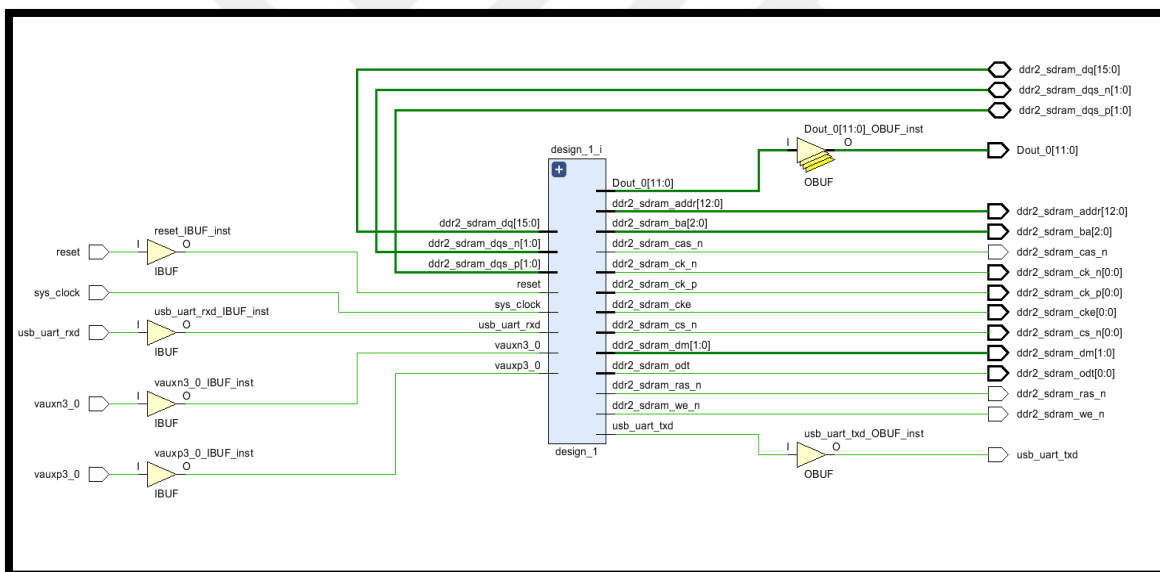 ddr2_sdram_dq[15:0]
ddr2_sdram_dqs_n[1:0]
ddr2_sdram_dqs_p[1:0]
Dout_0[11:0]_OBUF_inst
I
O
Dout_0[11:0]
OBUF
design_1_i
Dout_0[11:0]
ddr2_sdram_addr[12:0]
ddr2_sdram_ba[2:0]
ddr2_sdram_cas_n
ddr2_sdram_ck_n
ddr2_sdram_ck_p
ddr2_sdram_cke
ddr2_sdram_cs_n
ddr2_sdram_dm[1:0]
ddr2_sdram_odt
ddr2_sdram_ras_n
ddr2_sdram_we_n
usb_uart_txd
ddr2_sdram_dq[15:0]
ddr2_sdram_dqs_n[1:0]
ddr2_sdram_dqs_p[1:0]
reset
sys_clock
usb_uart_rxd
vauxn3_0
vauxp3_0
design_1
reset_IBUF_inst
reset
I
O
IBUF
sys_clock
usb_uart_rxd_IBUF_inst
usb_uart_rxd
I
O
IBUF
vauxn3_0_IBUF_inst
vauxn3_0
I
O
IBUF
vauxp3_0_IBUF_inst
vauxp3_0
I
O
IBUF
ddr2_sdram_addr[12:0]
ddr2_sdram_ba[2:0]
ddr2_sdram_cas_n
ddr2_sdram_ck_n[0:0]
ddr2_sdram_ck_p[0:0]
ddr2_sdram_cke[0:0]
ddr2_sdram_cs_n[0:0]
ddr2_sdram_dm[1:0]
ddr2_sdram_odt[0:0]
ddr2_sdram_ras_n
ddr2_sdram_we_n
usb_uart_txd_OBUF_inst
I
O
usb_uart_txd
OBUF